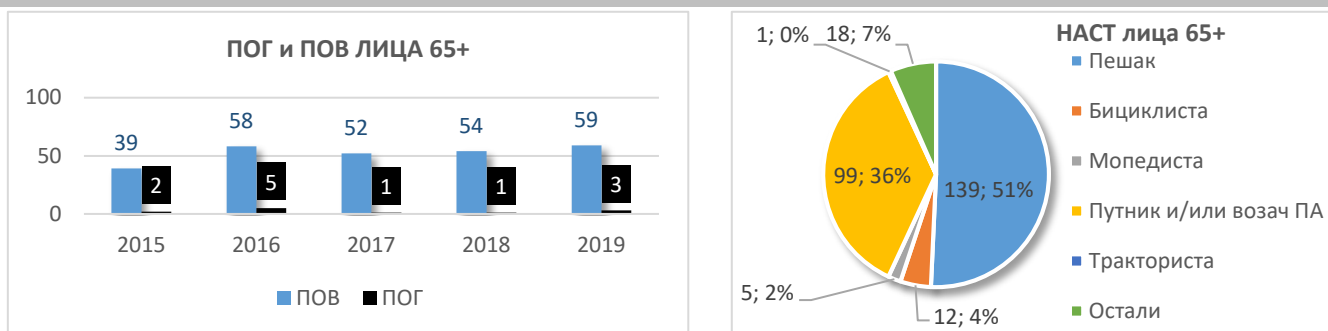 ПОГ и ПОВ ЛИЦА 65+
100
50
0
39
58
52
54
59
2
5
1
1
3
2015
2016
2017
2018
2019
ПОВ
ПОГ
НАСТ лица 65+
1; 0%
18; 7%
99; 36%
139; 51%
5; 2%
12; 4%
Пешак
Бициклиста
Мопедиста
Путник и/или возач ПА
Тракториста
Остали